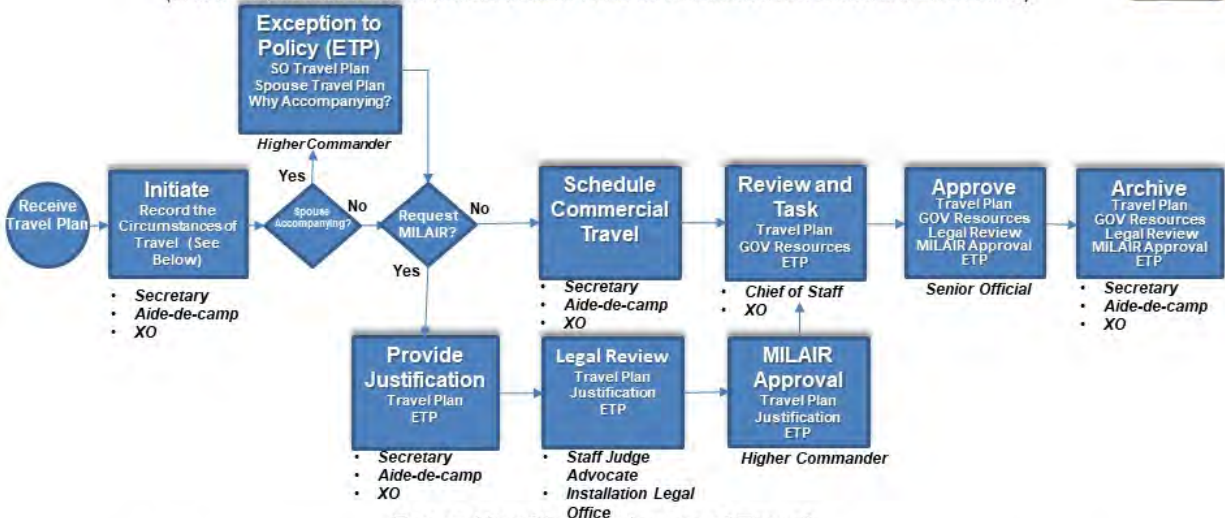 Exception to
Policy (ETP)
SO Travel Plan
Spouse Travel Plan
Why Accompanying?
Higher Commander
Receive
Travel Plan
Initiate
Record the
Circumstances of
Travel (See
Below)
• Secretary
• Aide-de-camp
• XO
Yes
Spouse
Accompanying?
No
Request
MILAIR?
No
Yes
Schedule
Commercial
Travel
• Secretary
• Aide-de-camp
• XO
Review and
Task
Travel Plan
GOV Resources
ETP
• Chief of Staff
• XO
Approve
Travel Plan
GOV Resources
Legal Review
MILAIR Approval
ETP
Senior Official
Archive
Travel Plan
GOV Resources
Legal Review
MILAIR Approval
ETP
• Secretary
• Aide-de-camp
• XO
Provide
Justification
Travel Plan
ETP
• Secretary
• Aide-de-camp
• XO
Legal Review
Travel Plan
Justification
ETP
• Staff Judge
Advocate
• Installation Legal
Office
MILAIR
Approval
Travel Plan
Justification
ETP
Higher Commander